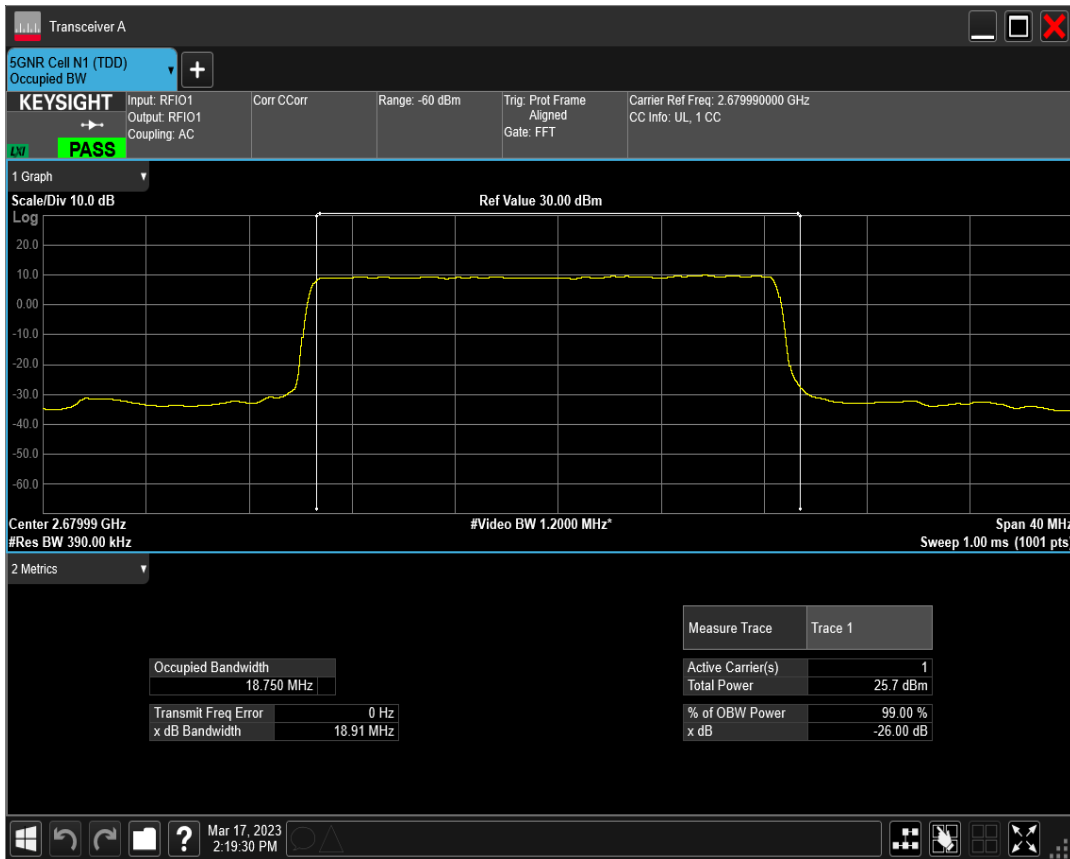 Transceiver A
5GNR Cell N1 (TDD)
Occupied BW
+
KEYSIGHT
LXI
PASS
Input: RFIO1
Output: RFIO1
Coupling: AC
Corr CCorr
Range: -60 dBm
Trig: Prot Frame
Aligned
Gate: FFT
Carrier Ref Freq: 2.679990000 GHz
CC Info: UL, 1 CC
1 Graph
Scale/Div 10.0 dB
Ref Value 30.00 dBm
Log
20.0
10.0
0.00
-10.0
-20.0
-30.0
-40.0
-50.0
-60.0
Center 2.67999 GHz
#Video BW 1.2000 MHz*
Span 40 MHz
#Res BW 390.00 kHz
Sweep 1.00 ms (1001 pts)
2 Metrics
Measure Trace Trace 1
Occupied Bandwidth
18.750 MHz
Active Carrier(s) 1
Total Power 25.7 dBm
Transmit Freq Error 0 Hz
x dB Bandwidth 18.91 MHz
% of OBW Power 99.00 %
x dB -26.00 dB
?
Mar 17, 2023
2:19:30 PM